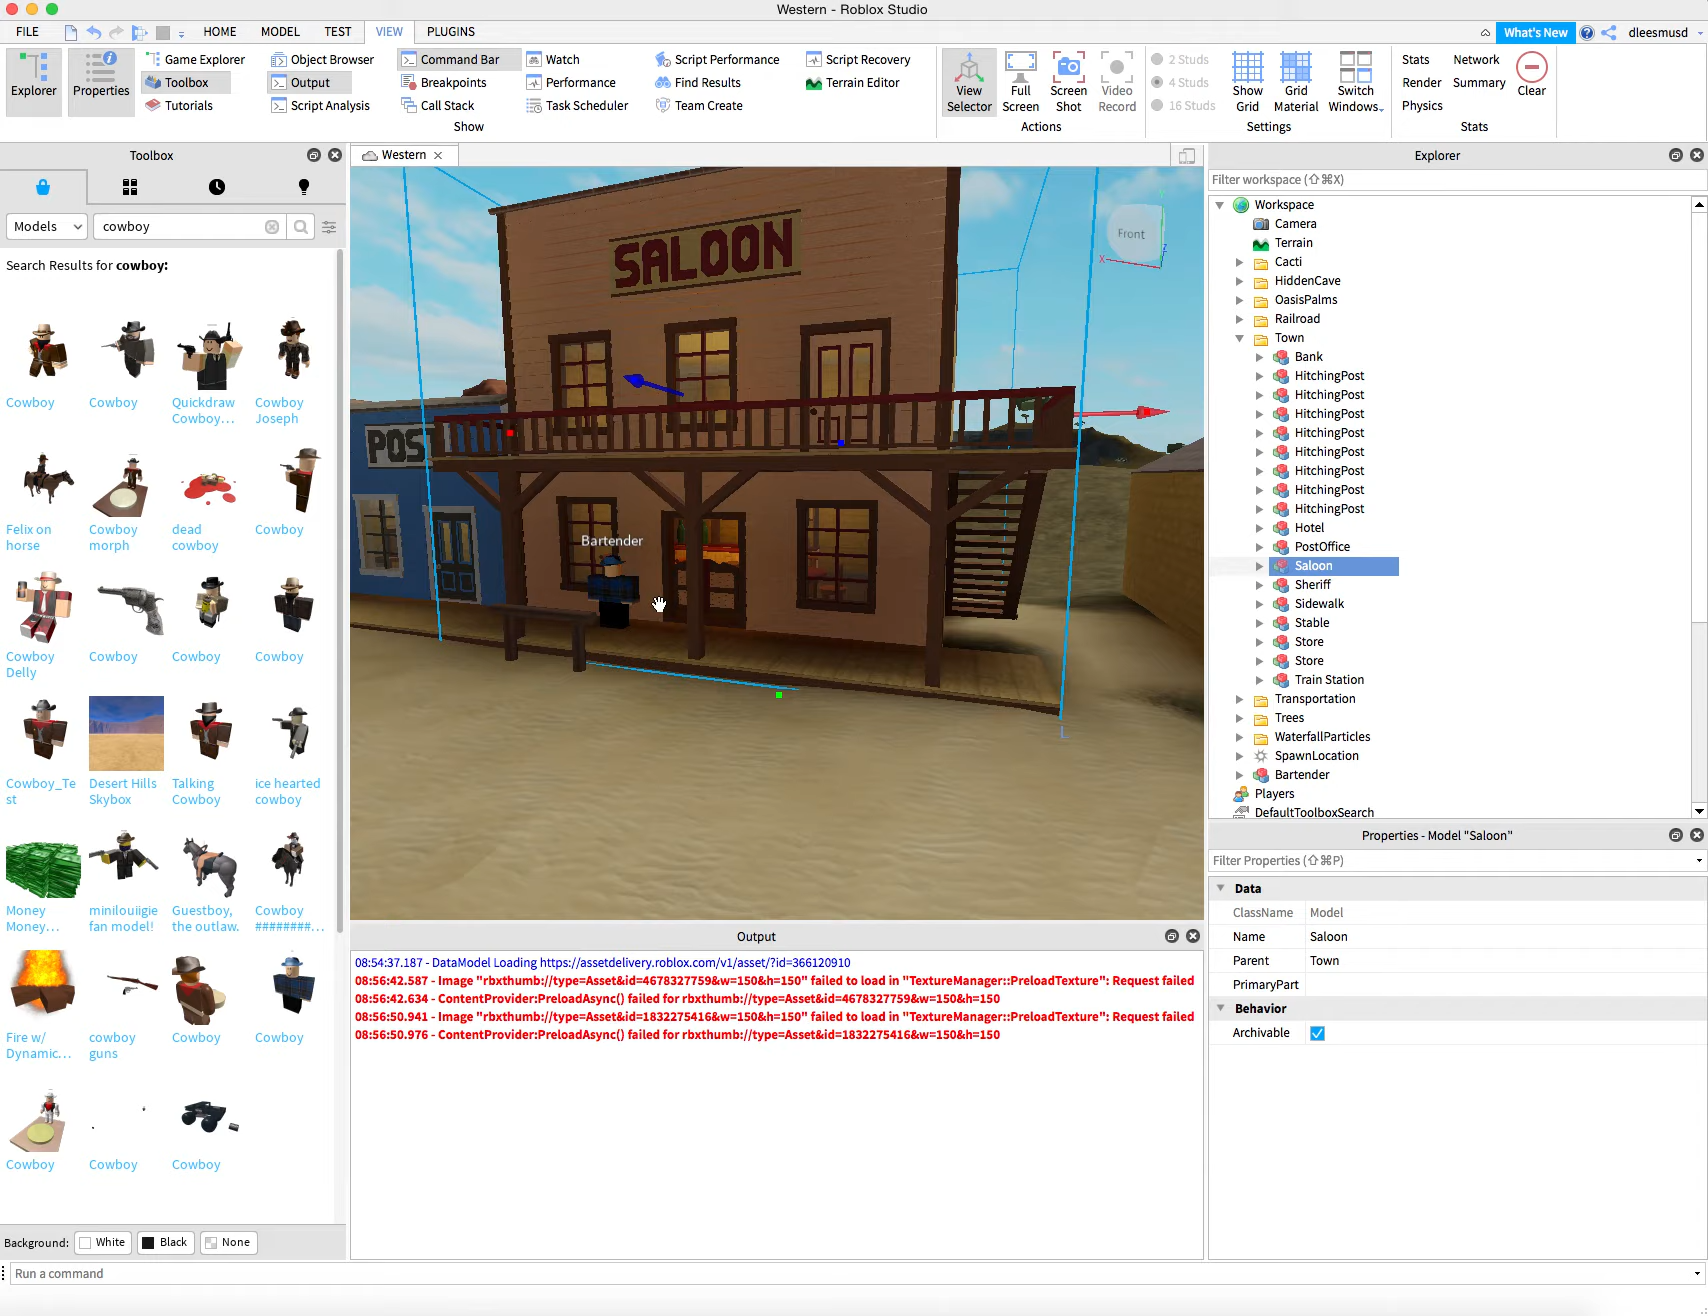 Western - Roblox Studio
FILE HOME MODEL TEST VIEW PLUGINS What's New dleesmusd
Explorer
Properties
Game Explorer
Toolbox
Tutorials
Object Browser
Output
Script Analysis
Command Bar
Breakpoints
Call Stack
Watch
Performance
Task Scheduler
Script Performance
Find Results
Team Create
Script Recovery
Terrain Editor
Show
View Selector
Full Screen
Screen Shot
Video Record
Actions
2 Studs
4 Studs
16 Studs
Show Grid
Grid Material
Switch Windows
Settings
Stats Network
Render Summary
Physics
Clear
Stats
Toolbox
Models cowboy
Search Results for cowboy:
Cowboy
Cowboy
Quickdraw Cowboy...
Cowboy Joseph
Felix on horse
Cowboy morph
dead cowboy
Cowboy
Cowboy Delly
Cowboy
Cowboy
Cowboy
Cowboy_Te st
Desert Hills Skybox
Talking Cowboy
ice hearted cowboy
Money Money...
minilouiigie fan model!
Guestboy, the outlaw.
Cowboy ########...
Fire w/ Dynamic...
cowboy guns
Cowboy
Cowboy
Cowboy
Cowboy
Cowboy
Background: White Black None
Run a command
Western
SALOON
POS
Bartender
Front
X
Z
L
Output
08:54:37.187 - DataModel Loading https://assetdelivery.roblox.com/v1/asset/?id=366120910
08:56:42.587 - Image "rbxthumb://type=Asset&id=4678327759&w=150&h=150" failed to load in "TextureManager::PreloadTexture": Request failed
08:56:42.634 - ContentProvider:PreloadAsync() failed for rbxthumb://type=Asset&id=4678327759&w=150&h=150
08:56:50.941 - Image "rbxthumb://type=Asset&id=1832275416&w=150&h=150" failed to load in "TextureManager::PreloadTexture": Request failed
08:56:50.976 - ContentProvider:PreloadAsync() failed for rbxthumb://type=Asset&id=1832275416&w=150&h=150
Explorer
Filter workspace (⇧⌘X)
Workspace
Camera
Terrain
Cacti
HiddenCave
OasisPalms
Railroad
Town
Bank
HitchingPost
HitchingPost
HitchingPost
HitchingPost
HitchingPost
HitchingPost
HitchingPost
HitchingPost
Hotel
PostOffice
Saloon
Sheriff
Sidewalk
Stable
Store
Store
Train Station
Transportation
Trees
WaterfallParticles
SpawnLocation
Bartender
Players
DefaultToolboxSearch
Properties - Model "Saloon"
Filter Properties (⇧⌘P)
Data
ClassName Model
Name Saloon
Parent Town
PrimaryPart
Behavior
Archivable